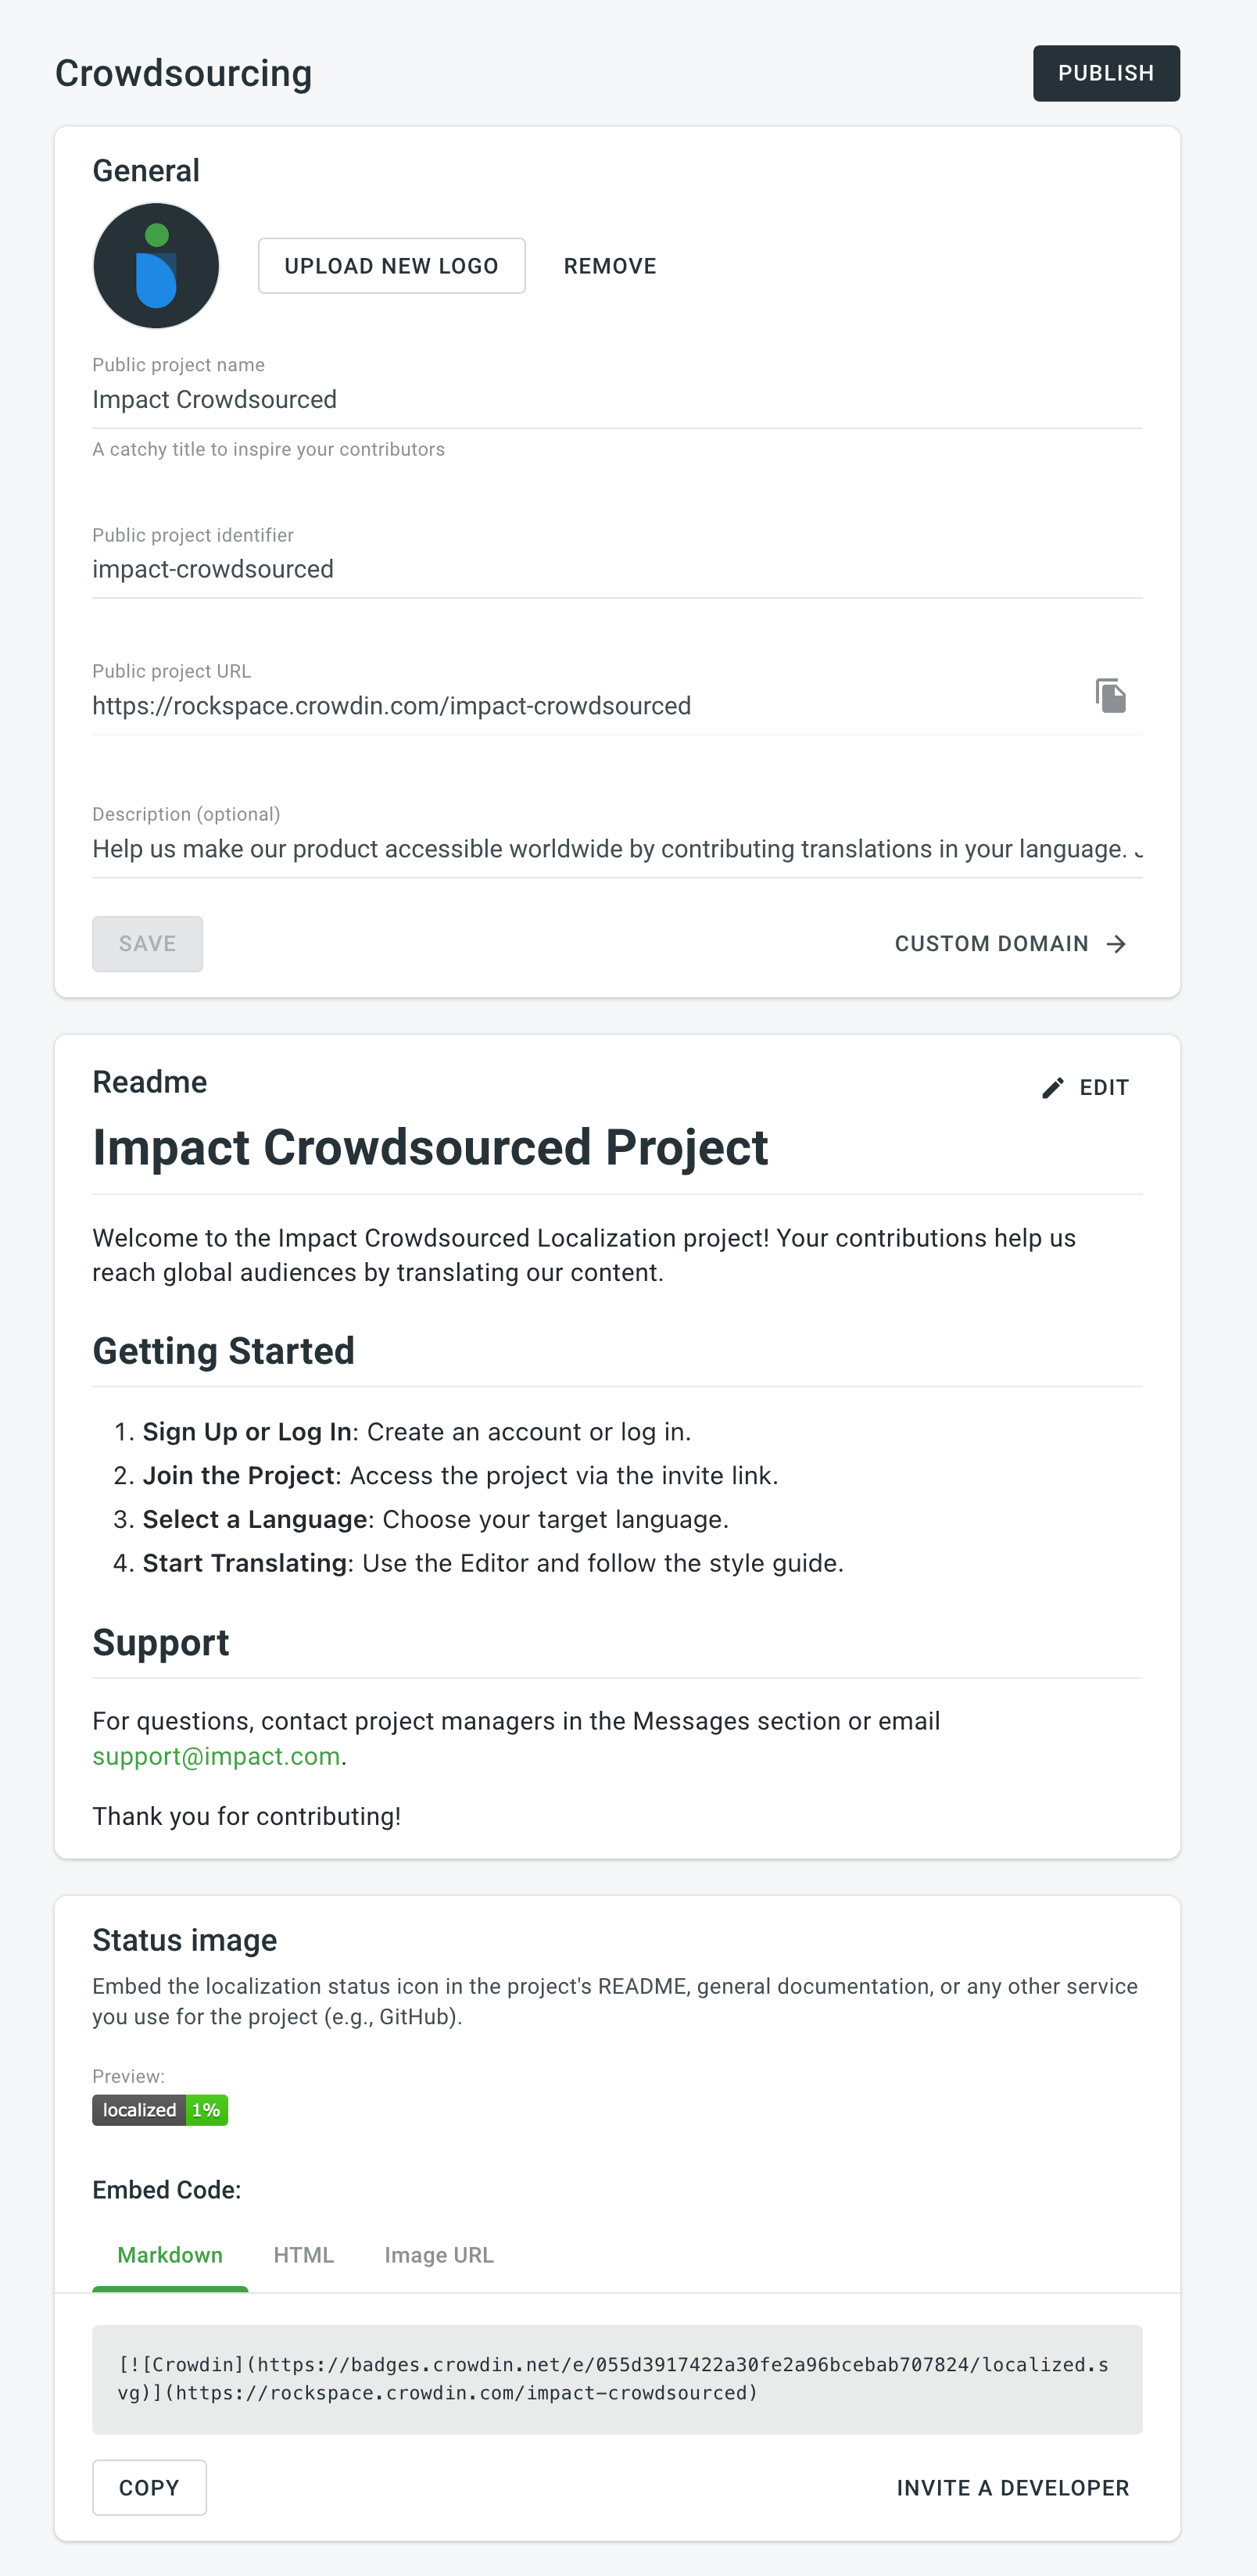 Crowdsourcing
PUBLISH
General
UPLOAD NEW LOGO
REMOVE
Public project name
Impact Crowdsourced
A catchy title to inspire your contributors
Public project identifier
impact-crowdsourced
Public project URL
https://rockspace.crowdin.com/impact-crowdsourced
Description (optional)
Help us make our product accessible worldwide by contributing translations in your language.
SAVE
CUSTOM DOMAIN →
Readme
EDIT
Impact Crowdsourced Project
Welcome to the Impact Crowdsourced Localization project! Your contributions help us
reach global audiences by translating our content.
Getting Started
1. Sign Up or Log In: Create an account or log in.
2. Join the Project: Access the project via the invite link.
3. Select a Language: Choose your target language.
4. Start Translating: Use the Editor and follow the style guide.
Support
For questions, contact project managers in the Messages section or email
support@impact.com.
Thank you for contributing!
Status image
Embed the localization status icon in the project's README, general documentation, or any other service
you use for the project (e.g., GitHub).
Preview:
localized 1%
Embed Code:
Markdown HTML Image URL
[![Crowdin](https://badges.crowdin.net/e/055d3917422a30fe2a96bcebab707824/localized.s
vg)](https://rockspace.crowdin.com/impact-crowdsourced)
COPY
INVITE A DEVELOPER